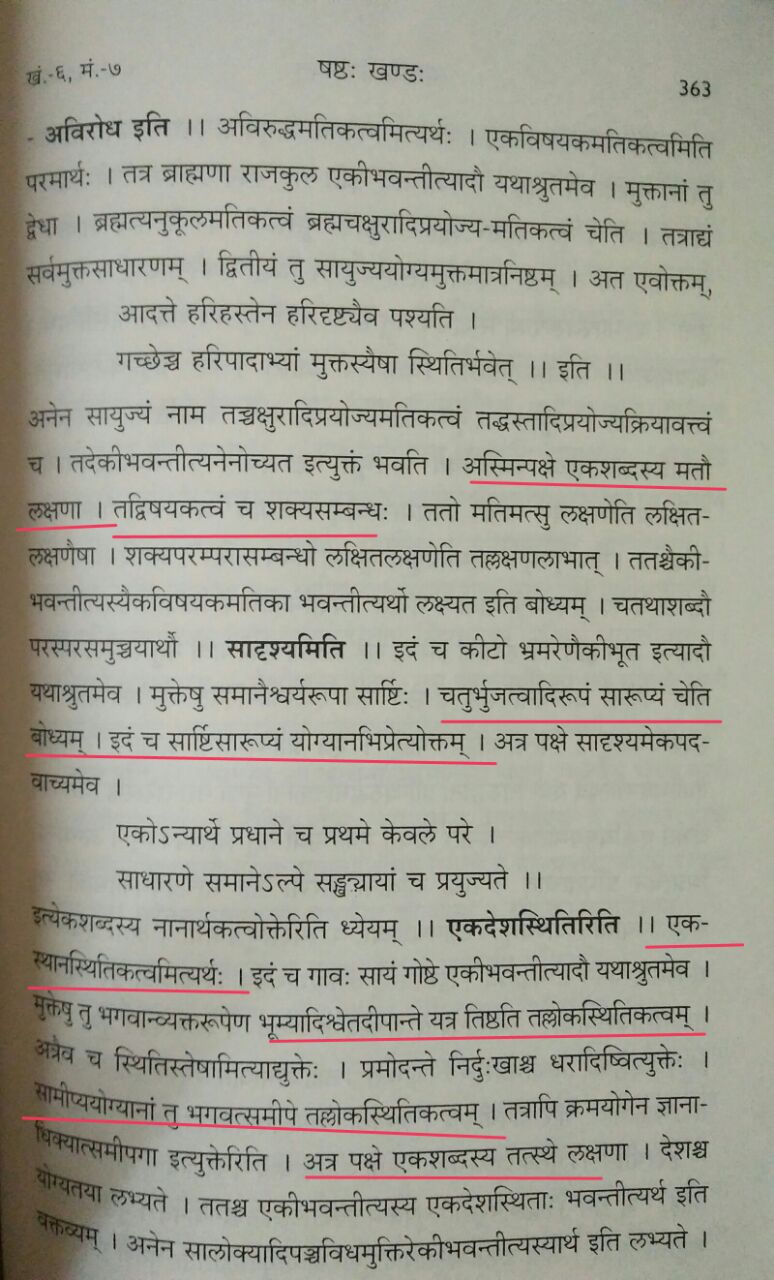 खं.-६, मं.-७ षष्ठः खण्डः 363
- अविरोध इति ।। अविरुद्धमतिकत्वमित्यर्थः । एकविषयकमतिकत्वमिति
परमार्थः । तत्र ब्राह्मणा राजकुल एकीभवन्तीत्यादौ यथाश्रुतमेव । मुक्तानां तु
द्वेधा । ब्रह्मत्यनुकूलमतिकत्वं ब्रह्मचक्षुरादिप्रयोज्य-मतिकत्वं चेति । तत्राद्यं
सर्वमुक्तसाधारणम् । द्वितीयं तु सायुज्ययोग्यमुक्तमात्रनिष्ठम् । अत एवोक्तम्,
आदत्ते हरिहस्तेन हरिदृष्ट्यैव पश्यति ।
गच्छेच्च हरिपादाभ्यां मुक्तस्यैषा स्थितिर्भवेत् ।। इति ।।
अनेन सायुज्यं नाम तच्चक्षुरादिप्रयोज्यमतिकत्वं तद्धस्तादिप्रयोज्यक्रियावत्त्वं
च । तदेकीभवन्तीत्यनेनोच्यत इत्युक्तं भवति । अस्मिन्पक्षे एकशब्दस्य मतौ
लक्षणा । तद्विषयकत्वं च शक्यसम्बन्धः । ततो मतिमत्सु लक्षणेति लक्षित-
लक्षणैषा । शक्यपरम्परासम्बन्धो लक्षितलक्षणेति तल्लक्षणलाभात् । ततश्चैकी-
भवन्तीत्यस्यैकविषयकमतिका भवन्तीत्यर्थो लक्ष्यत इति बोध्यम् । चतथाशब्दौ
परस्परसमुच्चयार्थौ ।। सादृश्यमिति ।। इदं च कीटो भ्रमरेणैकीभूत इत्यादौ
यथाश्रुतमेव । मुक्तेषु समानैश्वर्यरूपा सार्ष्टिः । चतुर्भुजत्वादिरूपं सारूप्यं चेति
बोध्यम् । इदं च सार्ष्टिसारूप्यं योग्यानभिप्रेत्योक्तम् । अत्र पक्षे सादृश्यमेकपद-
वाच्यमेव ।
एकोऽन्यार्थे प्रधाने च प्रथमे केवले परे ।
साधारणे समानेऽल्पे सङ्ख्यायां च प्रयुज्यते ।।
इत्येकशब्दस्य नानार्थकत्वोक्तेरिति ध्येयम् ।। एकदेशस्थितिरिति ।। एक-
स्थानस्थितिकत्वमित्यर्थः । इदं च गावः सायं गोष्ठे एकीभवन्तीत्यादौ यथाश्रुतमेव ।
मुक्तेषु तु भगवान्व्यक्तरूपेण भूम्यादिश्वेतदीपान्ते यत्र तिष्ठति तल्लोकस्थितिकत्वम् ।
अत्रैव च स्थितिस्तेषामित्याद्युक्तेः । प्रमोदन्ते निर्दुःखाश्च धरादिष्वित्युक्तेः ।
सामीप्ययोग्यानां तु भगवत्समीपे तल्लोकस्थितिकत्वम् । तत्रापि क्रमयोगेन ज्ञाना-
धिक्यात्समीपगा इत्युक्तेरिति । अत्र पक्षे एकशब्दस्य तत्स्थे लक्षणा । देशश्च
योग्यतया लभ्यते । ततश्च एकीभवन्तीत्यस्य एकदेशस्थिताः भवन्तीत्यर्थ इति
वक्तव्यम् । अनेन सालोक्यादिपञ्चविधमुक्तिरेकीभवन्तीत्यस्यार्थ इति लभ्यते ।